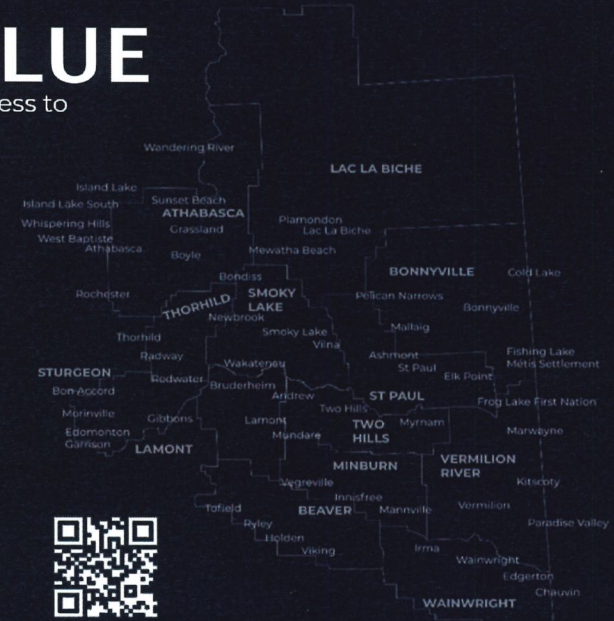 LUE
ess to
Wandering River
LAC LA BICHE
Island Lake
Sunset Beach
Island Lake South
ATHABASCA
Whispering Hills
Grassland
Plamondon
Lac La Biche
West Baptiste
Athabasca
Boyle
Mewatha Beach
Bondiss
BONNYVILLE
Cold Lake
Rochester
THORHILD
SMOKY
LAKE
Pelican Narrows
Bonnyville
Newbrook
Thorhild
Smoky Lake
Mallaig
Vilna
Radway
Ashmont
Fishing Lake
Métis Settlement
STURGEON
Wakatenau
St Paul
Elk Point
Redwater
Bruderheim
Bon Accord
Andrew
ST PAUL
Frog Lake First Nation
Morinville
Gibbons
Two Hills
Lamont
TWO
HILLS
Myrnam
Edmonton
Garrison
Mundare
Marwayne
LAMONT
MINBURN
VERMILION
RIVER
Vegreville
Kitscoty
Innisfree
Tofield
BEAVER
Mannville
Vermilion
Ryley
Paradise Valley
Holden
Viking
Irma
Wainwright
Edgerton
Chauvin
WAINWRIGHT